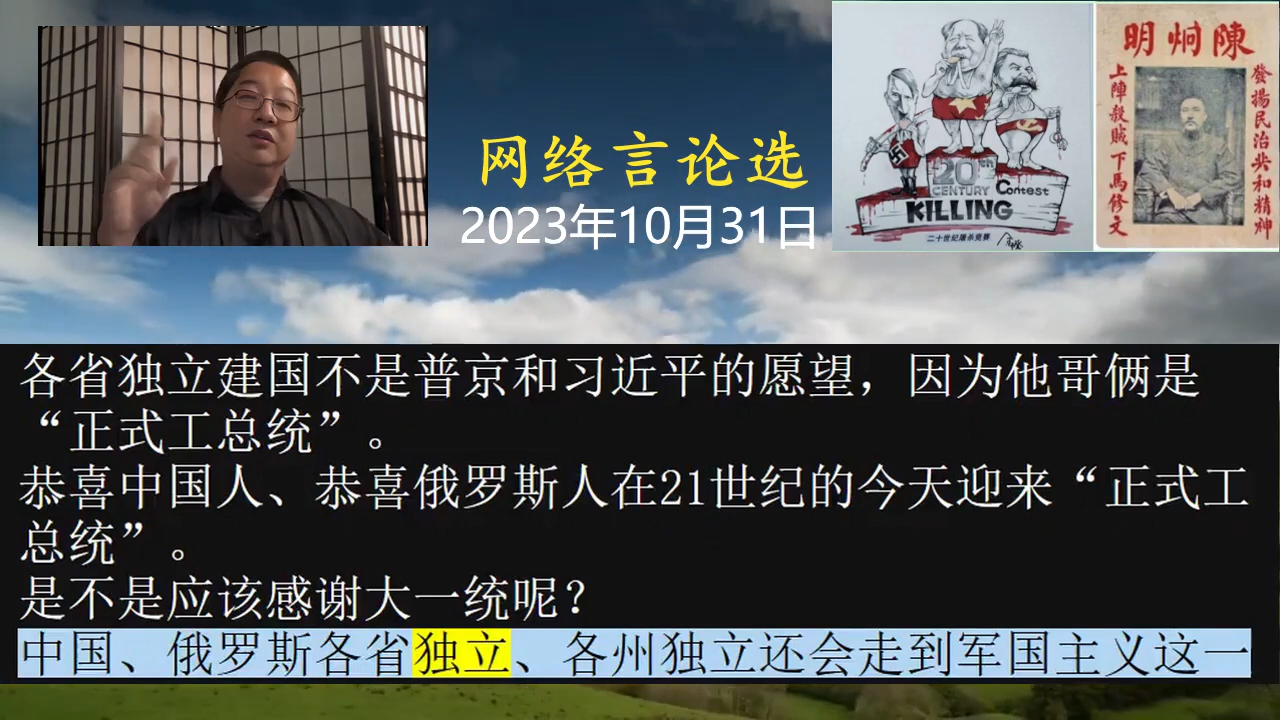 网络言论选
2023年10月31日
20th
CENTURY Contest
KILLING
二十世纪屠杀竞赛
明炯陳
發揚民治共和精神
上陣殺賊下馬修文
各省独立建国不是普京和习近平的愿望，因为他哥俩是
“正式工总统”。
恭喜中国人、恭喜俄罗斯人在21世纪的今天迎来“正式工
总统”。
是不是应该感谢大一统呢？
中国、俄罗斯各省独立、各州独立还会走到军国主义这一